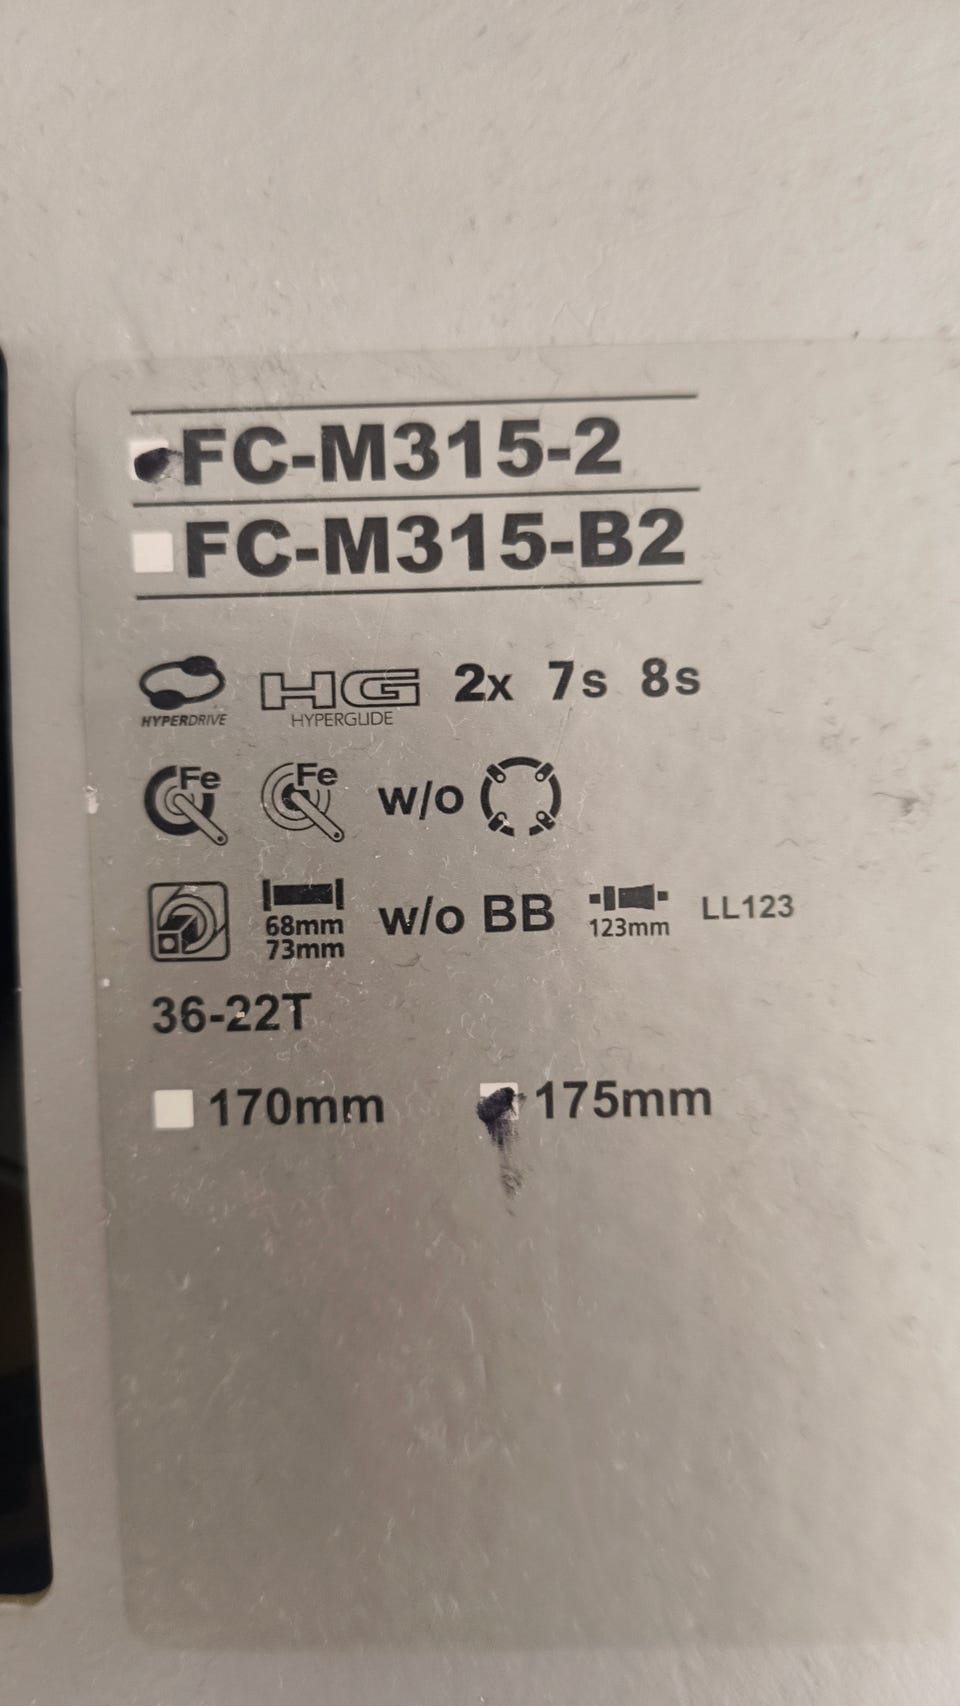 FC-M315-2
FC-M315-B2
HYPERDRIVE HG HYPERGLIDE 2x 7s 8s
Fe Fe w/o
68mm 73mm w/o BB 123mm LL123
36-22T
170mm 175mm